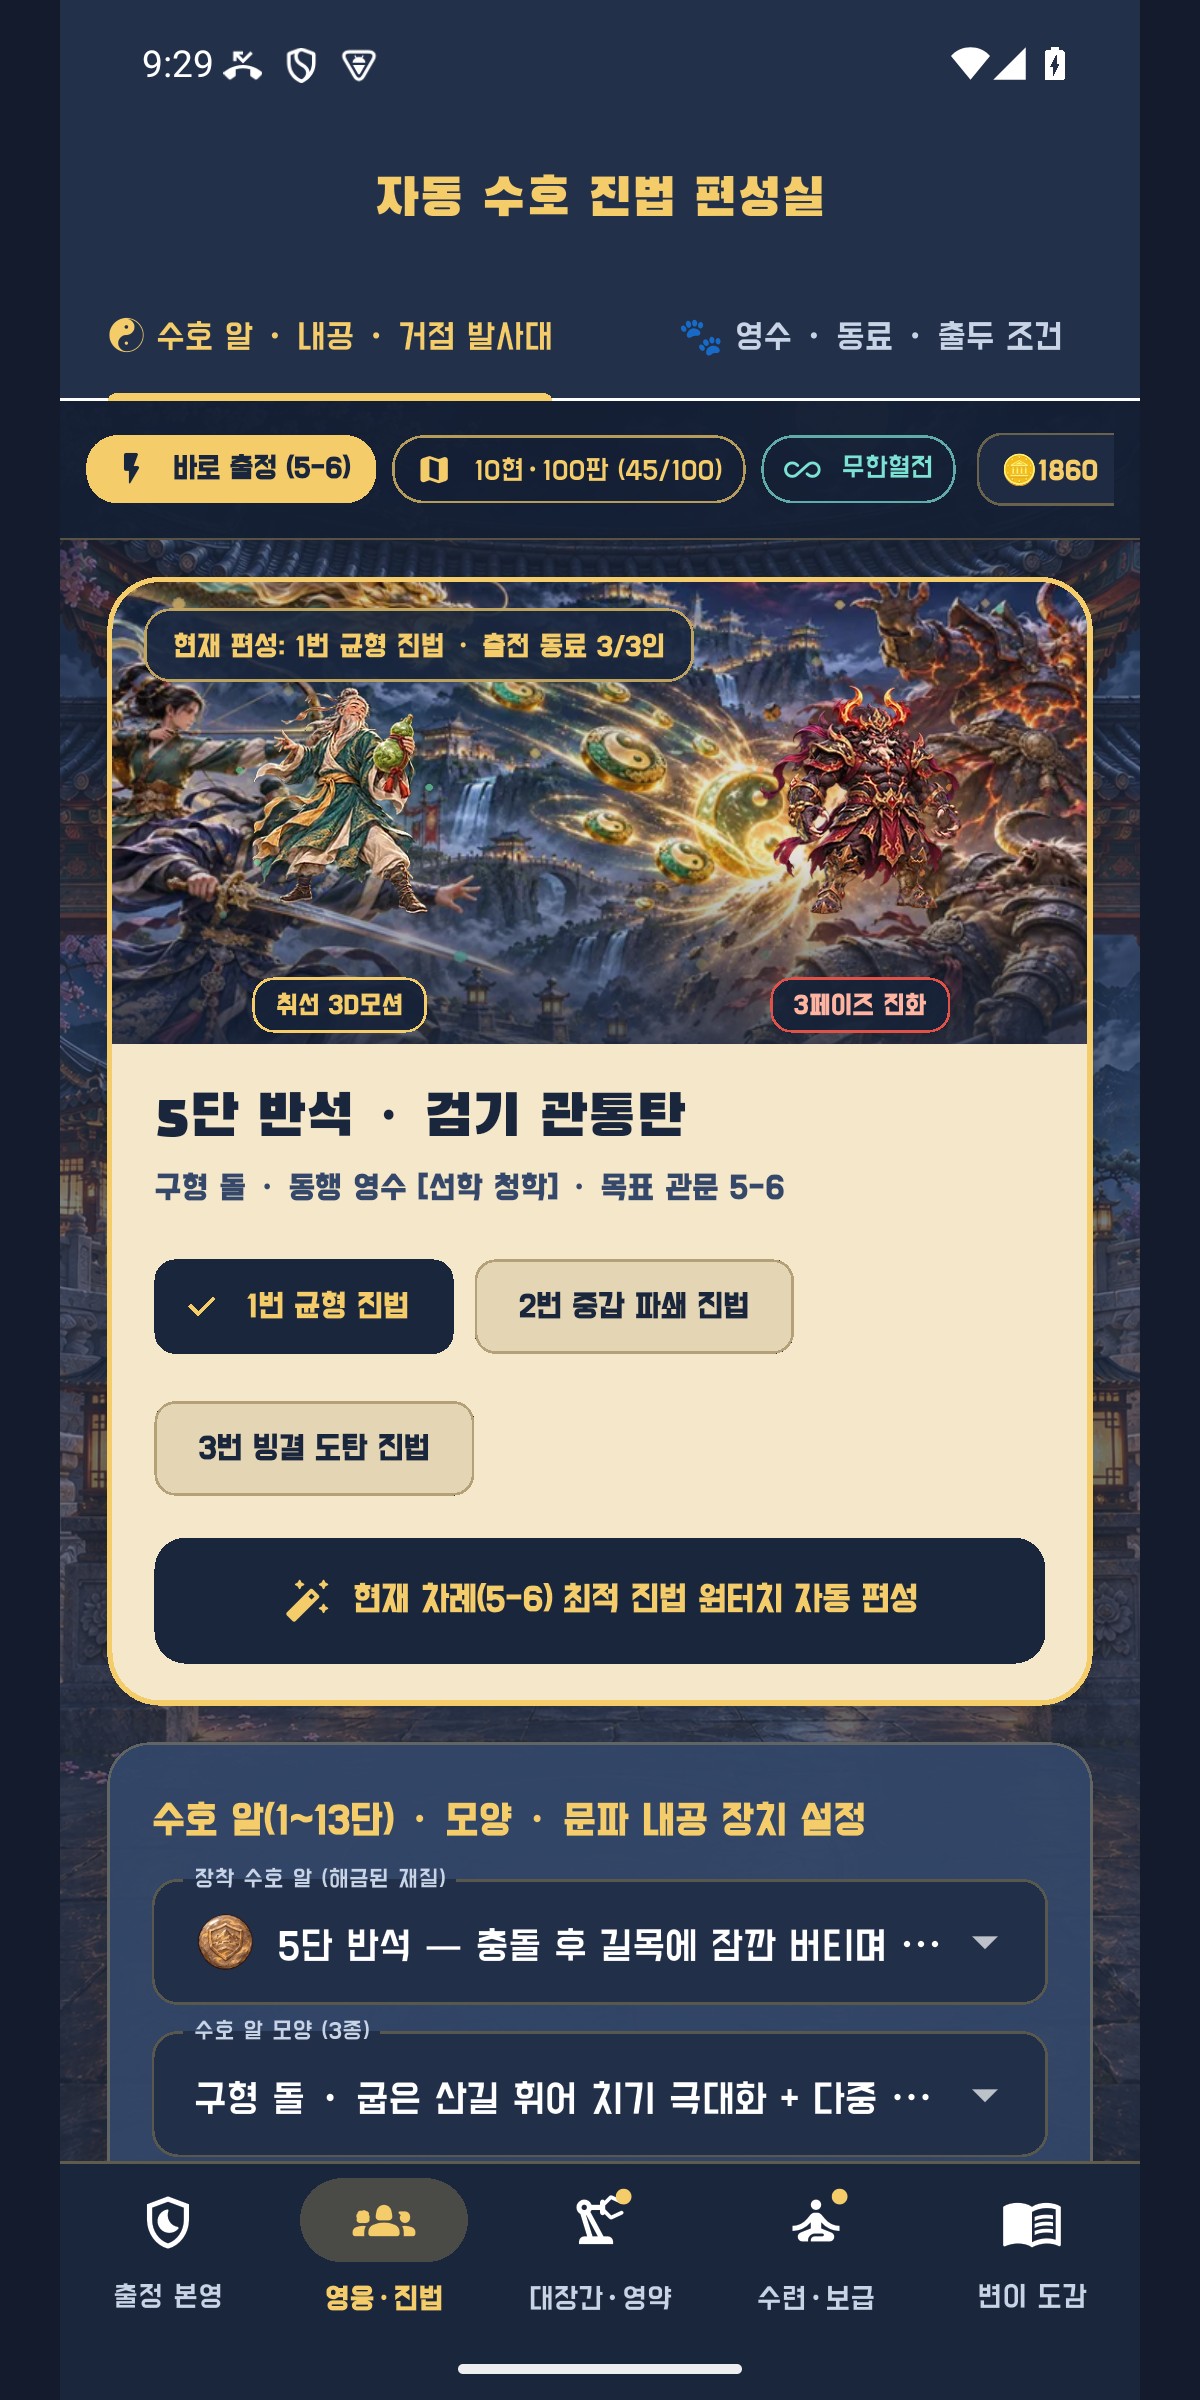 9:29
자동 수호 진법 편성실
수호 알 · 내공 · 거점 발사대
영수 · 동료 · 출두 조건
바로 출정 (5-6)
10현·100판 (45/100)
무한혈전
1860
현재 편성: 1번 균형 진법 · 출전 동료 3/3인
취선 3D모션
3페이즈 진화
5단 반석 · 검기 관통탄
구형 돌 · 동행 영수 [선학 청학] · 목표 관문 5-6
1번 균형 진법
2번 중갑 파쇄 진법
3번 빙결 도탄 진법
현재 차례(5-6) 최적 진법 원터치 자동 편성
수호 알(1~13단) · 모양 · 문파 내공 장치 설정
장착 수호 알 (해금된 재질)
5단 반석 — 충돌 후 길목에 잠깐 버티며 …
수호 알 모양 (3종)
구형 돌 · 굽은 산길 휘어 치기 극대화 + 다중 …
출정 본영
영웅·진법
대장간·영약
수련·보급
변이 도감